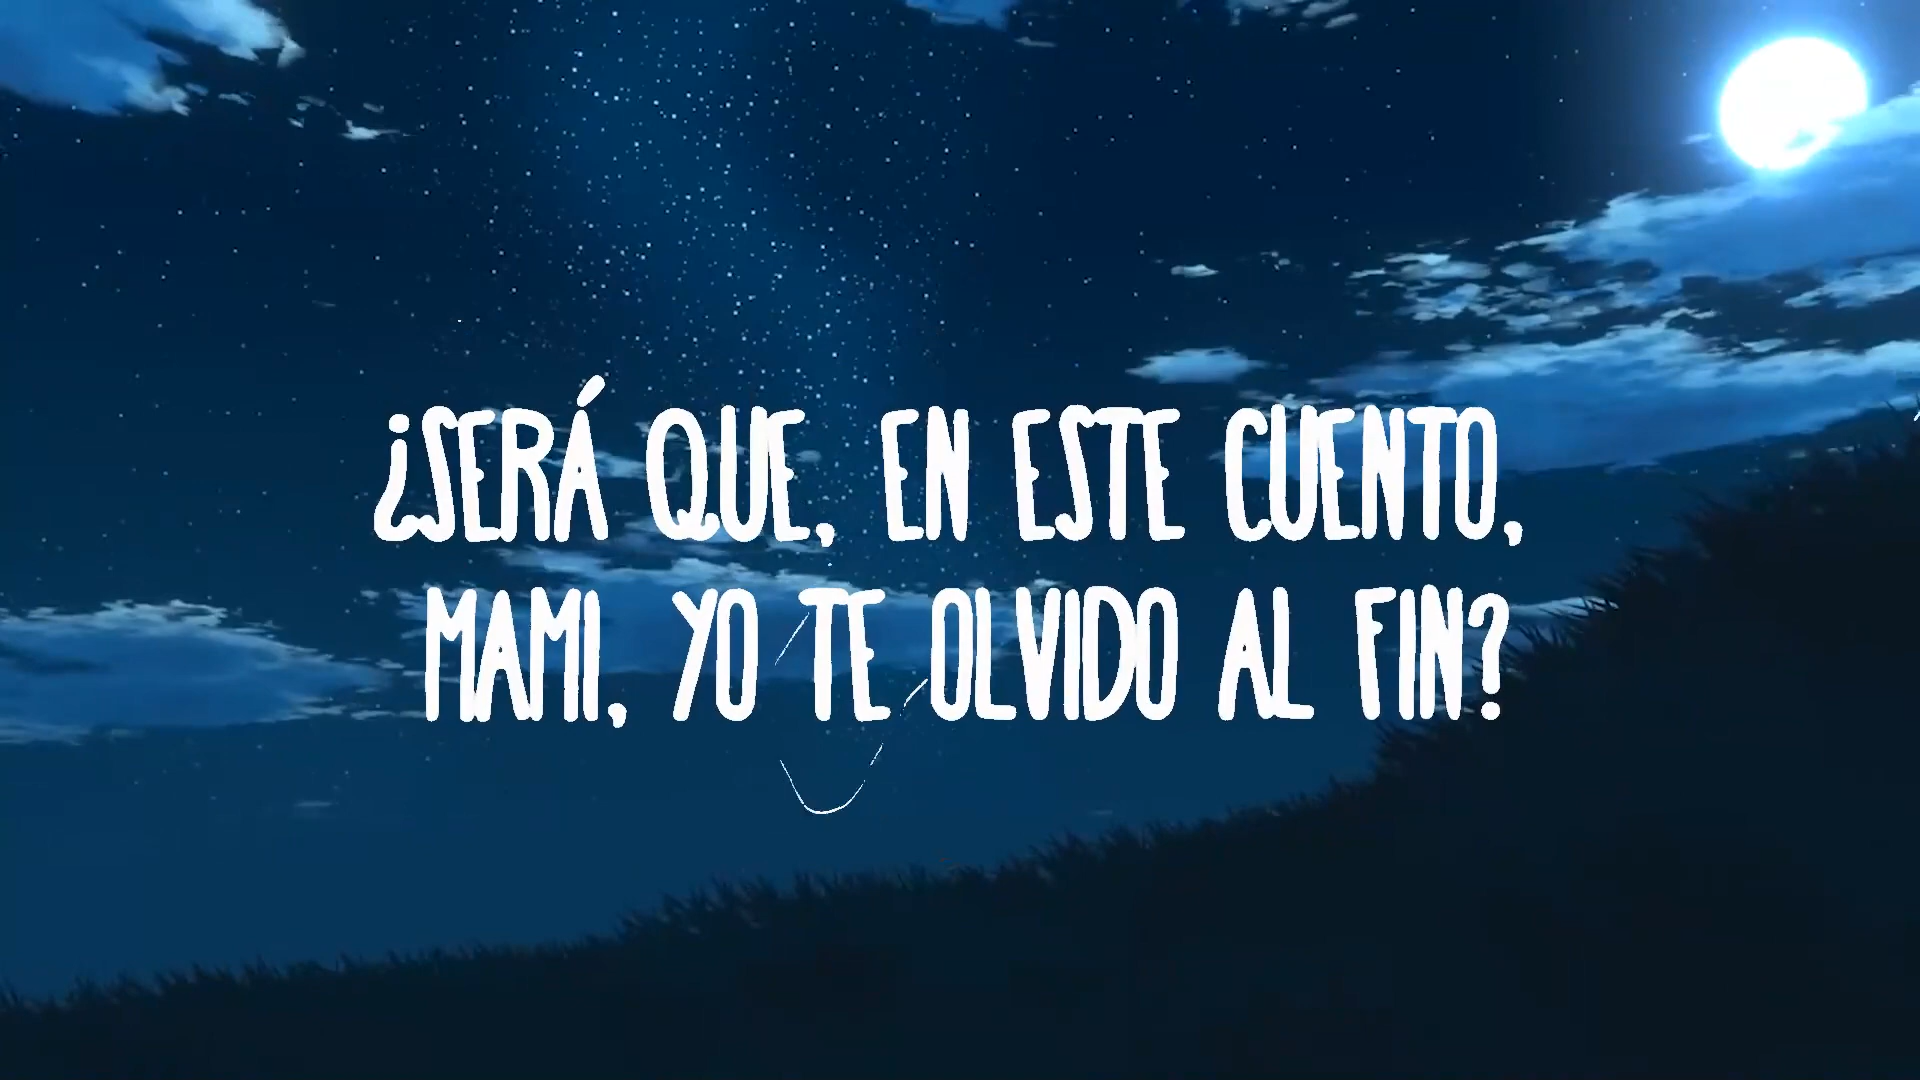 ¿SERÁ QUE, EN ESTE CUENTO,
MAMI, YO TE OLVIDO AL FIN?